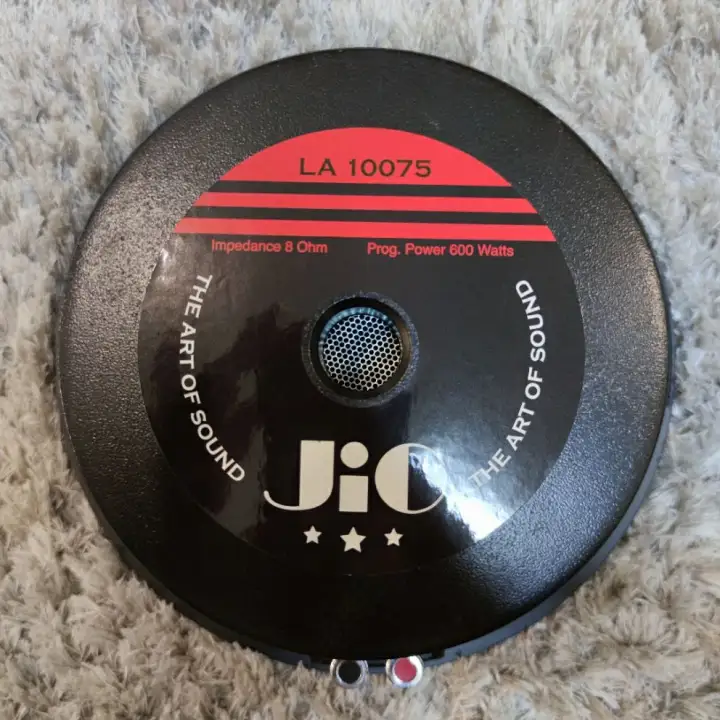 LA 10075
Impedance 8 Ohm Prog. Power 600 Watts
THE ART OF SOUND
THE ART OF SOUND
JiC